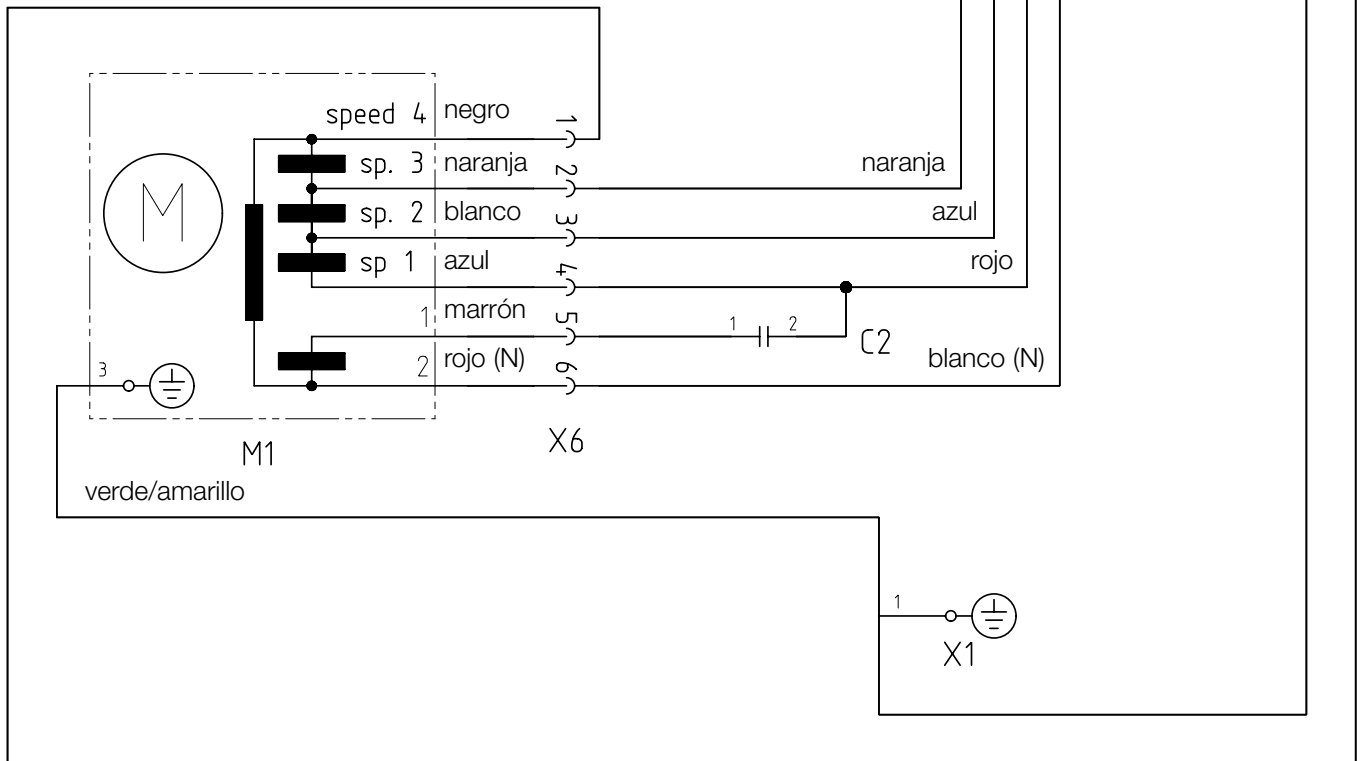 speed 4 negro 1
sp. 3 naranja 2 naranja
sp. 2 blanco 3 azul
sp 1 azul 4 rojo
1 marrón 5 1 2 C2
2 rojo (N) 6 blanco (N)
M
3
M1 X6
verde/amarillo
1
X1